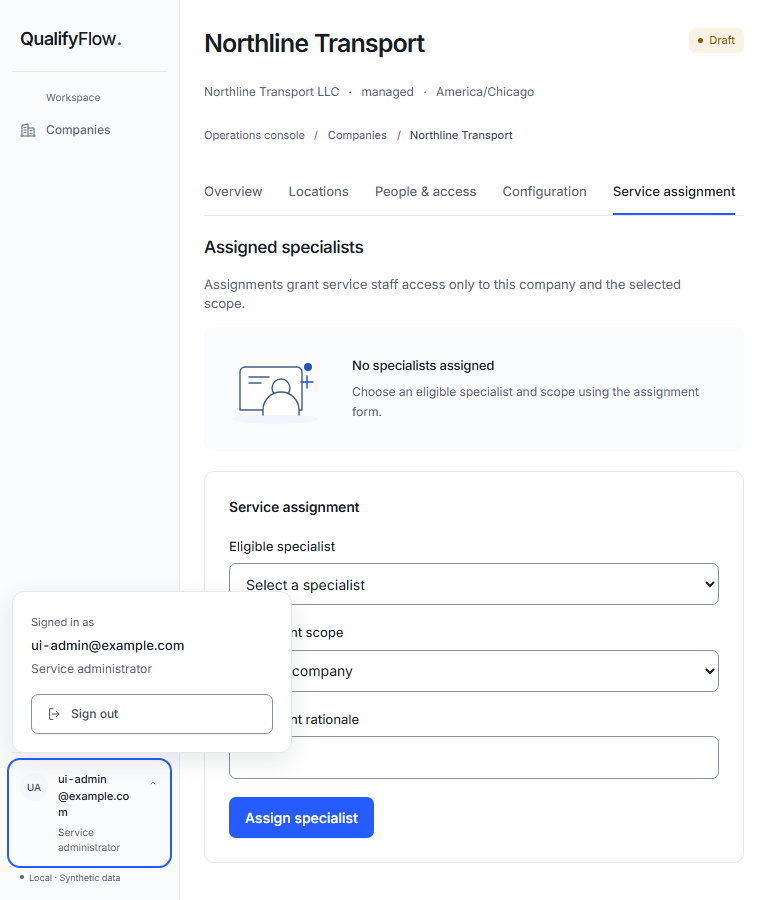 QualifyFlow.
Workspace
Companies
Northline Transport
Draft
Northline Transport LLC · managed · America/Chicago
Operations console / Companies / Northline Transport
Overview Locations People & access Configuration Service assignment
Assigned specialists
Assignments grant service staff access only to this company and the selected
scope.
No specialists assigned
Choose an eligible specialist and scope using the assignment
form.
Service assignment
Eligible specialist
Select a specialist
nt scope
company
nt rationale
Assign specialist
Signed in as
ui-admin@example.com
Service administrator
Sign out
UA
ui-admin
@example.co
m
Service
administrator
Local · Synthetic data